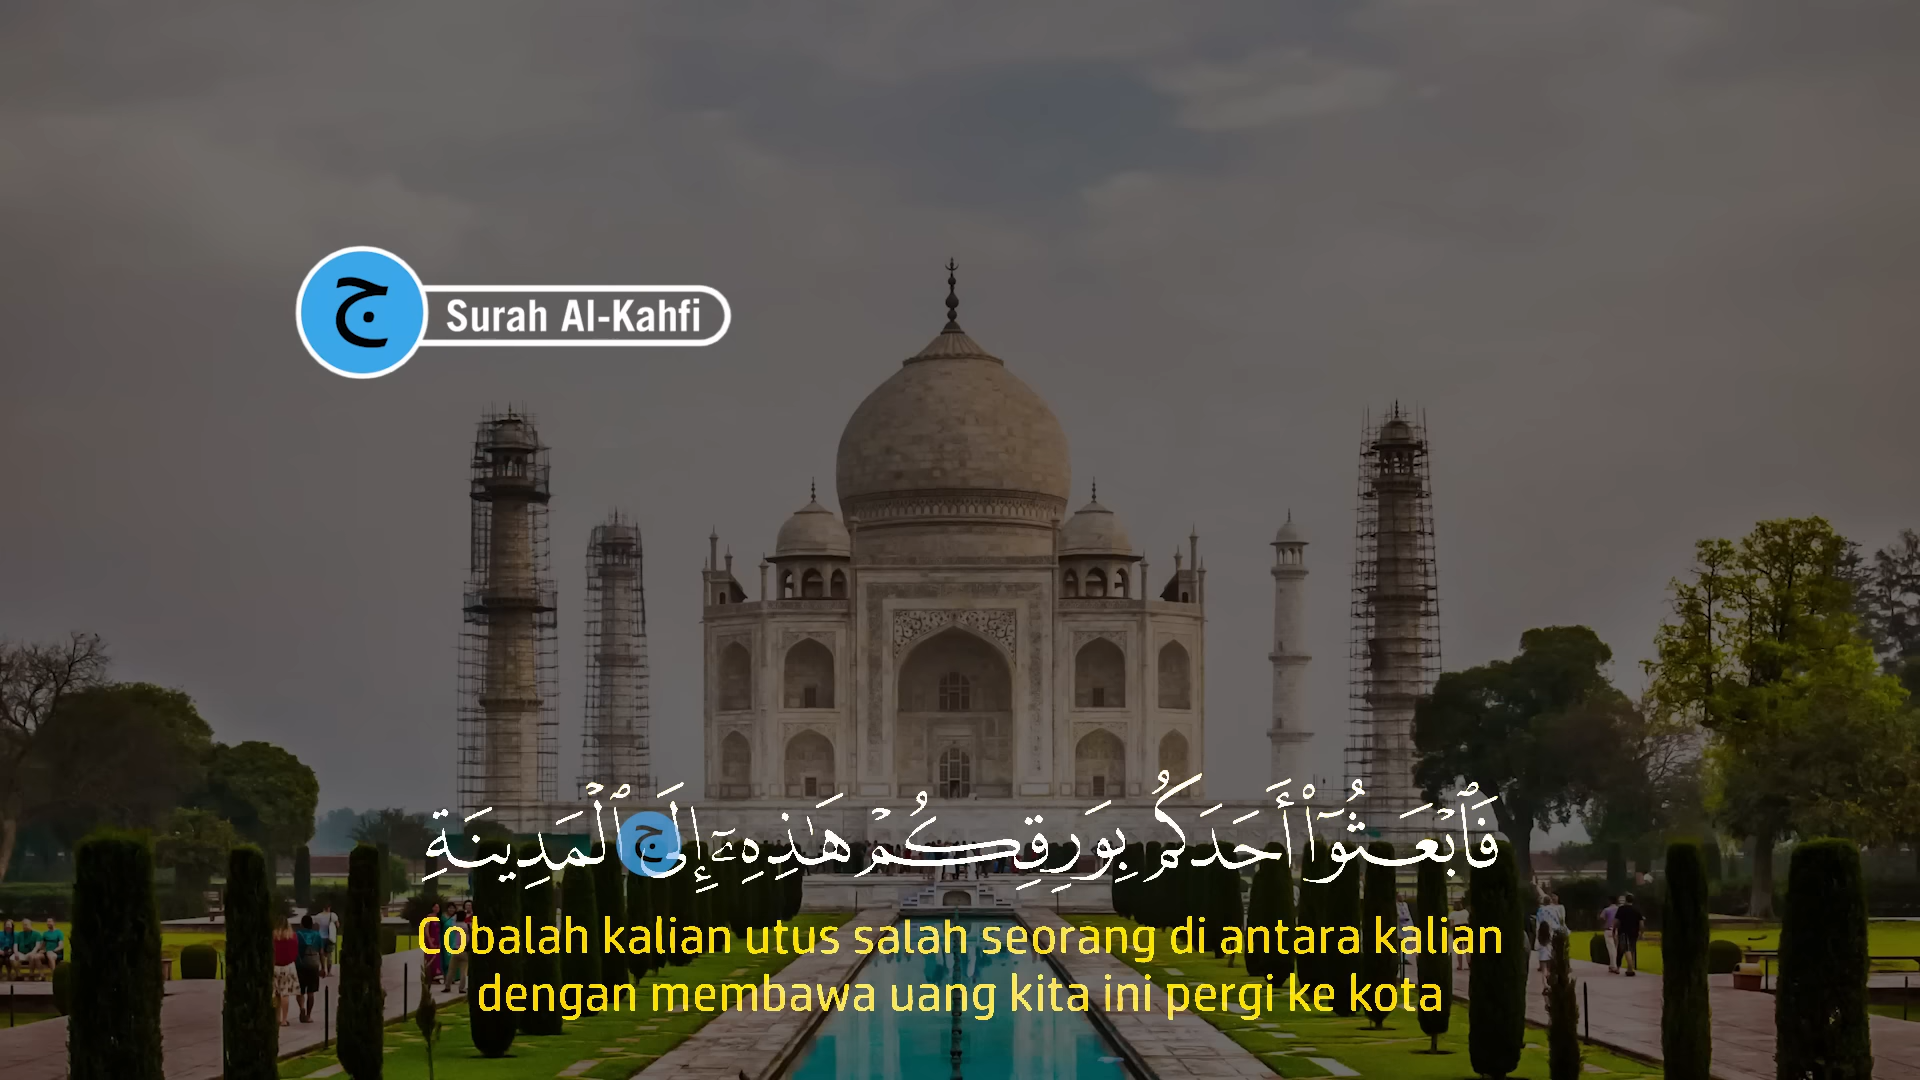 ج
Surah Al-Kahfi
فَٱبْعَثُوٓا۟ أَحَدَكُم بِوَرِقِكُمْ هَـٰذِهِۦٓ إِلَى ٱلْمَدِينَةِ
ج
Cobalah kalian utus salah seorang di antara kalian
dengan membawa uang kita ini pergi ke kota